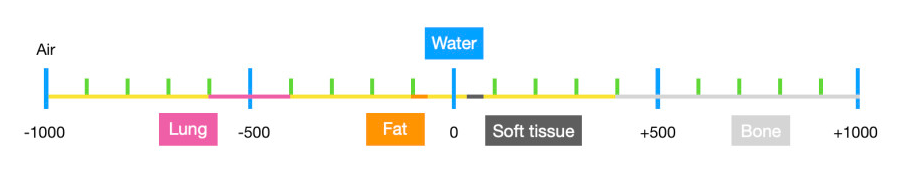 Water
Air
-1000
Lung
-500
Fat
0
Soft tissue
+500
Bone
+1000